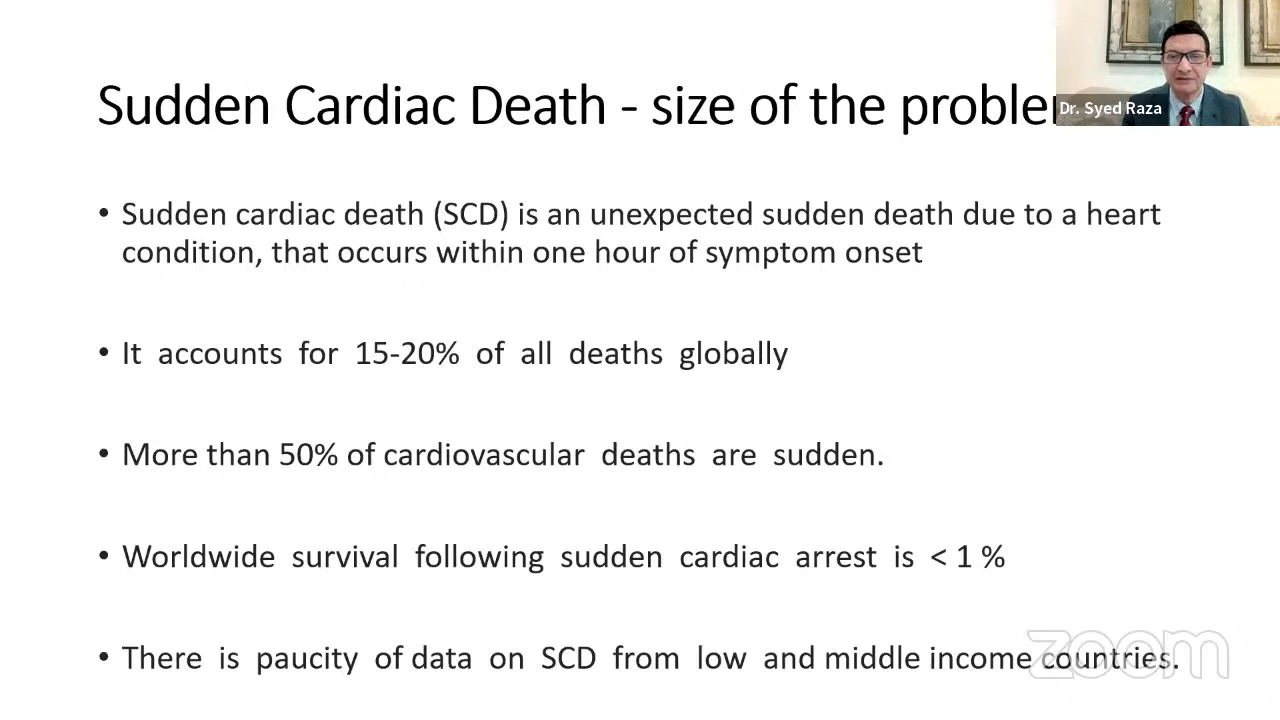 Sudden Cardiac Death - size of the proble
Dr. Syed Raza
• Sudden cardiac death (SCD) is an unexpected sudden death due to a heart
condition, that occurs within one hour of symptom onset
• It accounts for 15-20% of all deaths globally
• More than 50% of cardiovascular deaths are sudden.
• Worldwide survival following sudden cardiac arrest is < 1 %
• There is paucity of data on SCD from low and middle income countries.
zoom